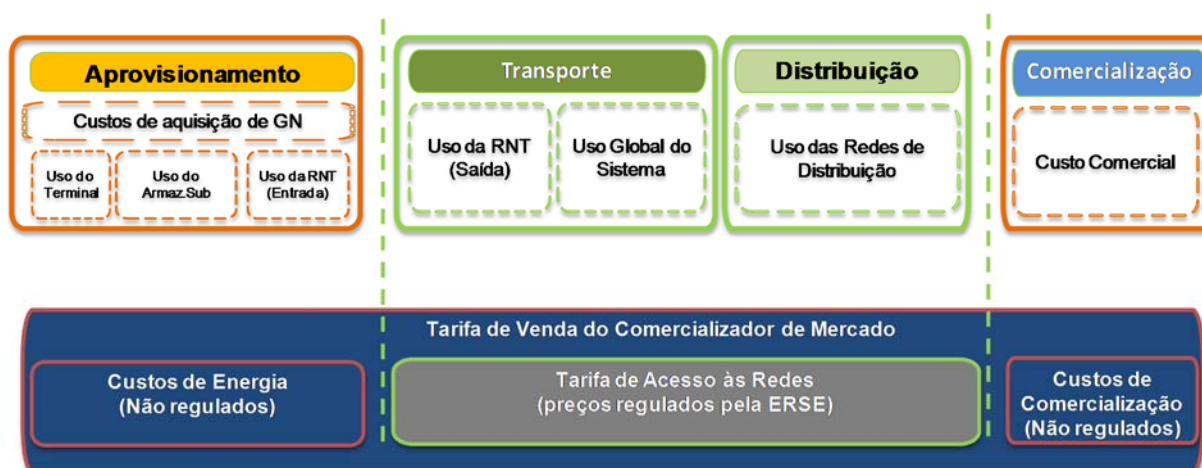 Aprovisionamento
Custos de aquisição de GN
Uso do
Terminal
Uso do
Armaz.Sub
Uso da RNT
(Entrada)
Transporte
Uso da RNT
(Saída)
Uso Global do
Sistema
Distribuição
Uso das Redes de
Distribuição
Comercialização
Custo Comercial
Tarifa de Venda do Comercializador de Mercado
Custos de Energia
(Não regulados)
Tarifa de Acesso às Redes
(preços regulados pela ERSE)
Custos de
Comercialização
(Não regulados)